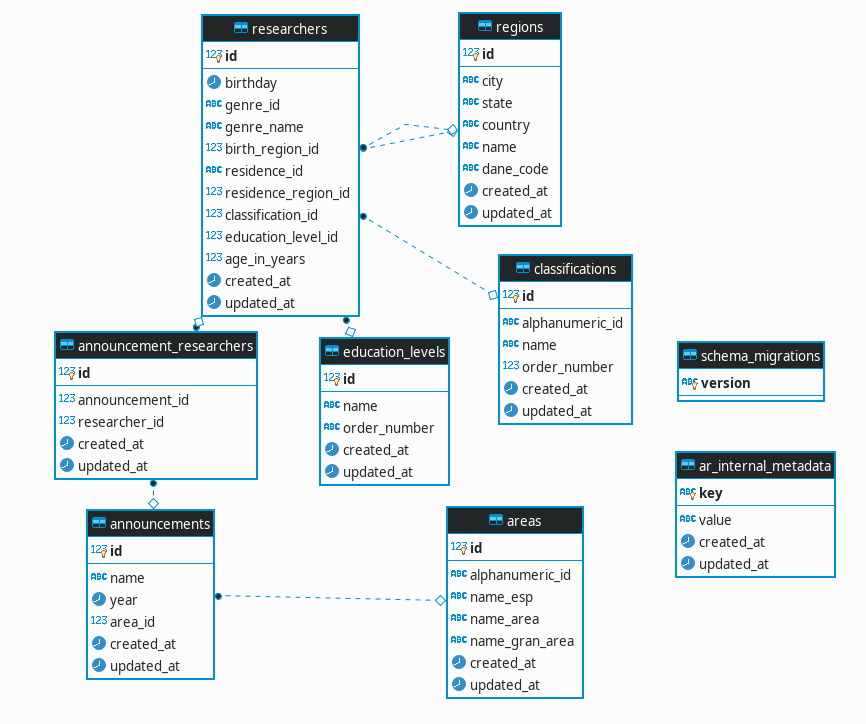 researchers
123 id
birthday
ABC genre_id
ABC genre_name
123 birth_region_id
ABC residence_id
123 residence_region_id
123 classification_id
123 education_level_id
123 age_in_years
created_at
updated_at
regions
123 id
ABC city
ABC state
ABC country
ABC name
ABC dane_code
created_at
updated_at
classifications
123 id
ABC alphanumeric_id
ABC name
123 order_number
created_at
updated_at
announcement_researchers
123 id
123 announcement_id
123 researcher_id
created_at
updated_at
education_levels
123 id
ABC name
ABC order_number
created_at
updated_at
schema_migrations
ABC version
ar_internal_metadata
ABC key
ABC value
created_at
updated_at
announcements
123 id
ABC name
year
123 area_id
created_at
updated_at
areas
123 id
ABC alphanumeric_id
ABC name_esp
ABC name_area
ABC name_gran_area
created_at
updated_at